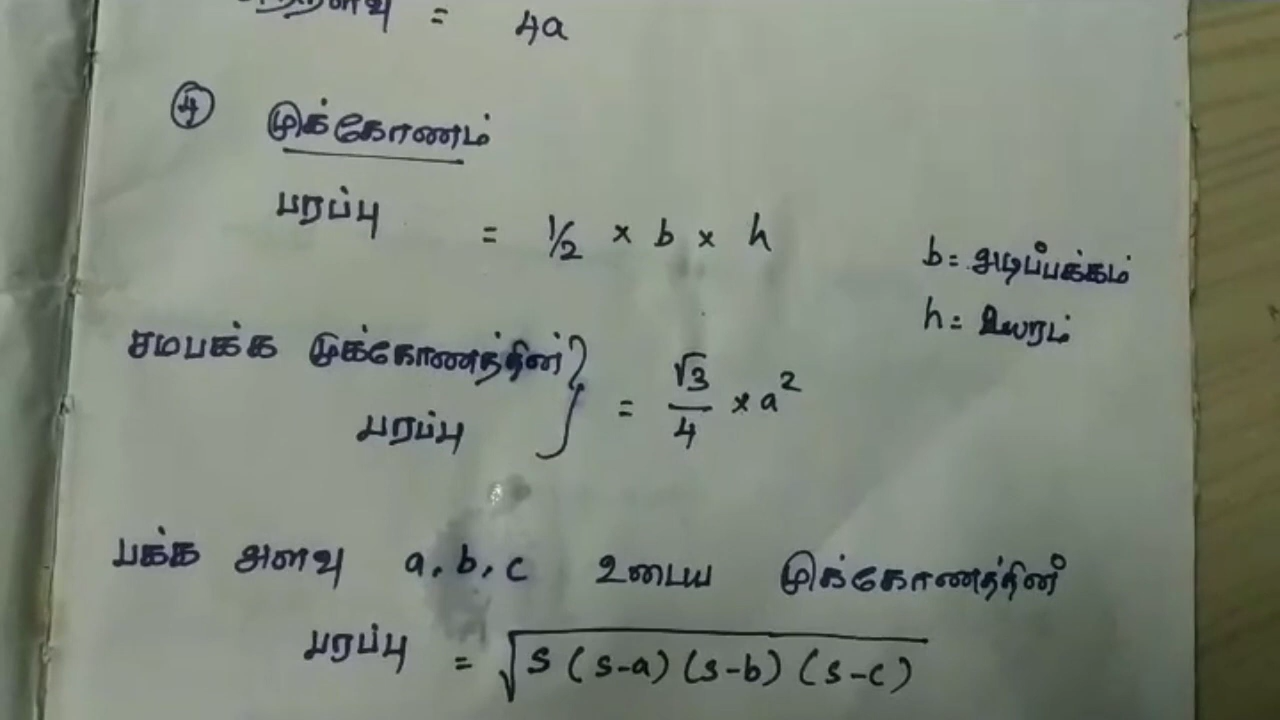 = 4a
4 முக்கோணம்
பரப்பு = 1/2 × b × h
b = அடிப்பக்கம்
h = உயரம்
சமபக்க முக்கோணத்தின் }
பரப்பு = √3/4 × a²
பக்க அளவு a, b, c உடைய முக்கோணத்தின்
பரப்பு = √s(s-a)(s-b)(s-c)